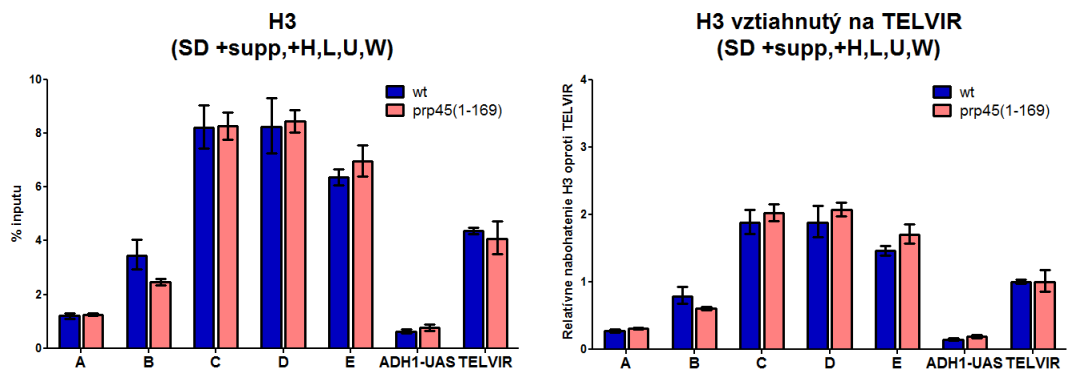 H3
(SD +supp,+H,L,U,W)
10
8
6
4
2
0
% inputu
wt
prp45(1-169)
A
B
C
D
E
ADH1-UAS
TELVIR
H3 vztiahnutý na TELVIR
(SD +supp,+H,L,U,W)
4
3
2
1
0
Relatívne nabohatenie H3 oproti TELVIR
wt
prp45(1-169)
A
B
C
D
E
ADH1-UAS
TELVIR